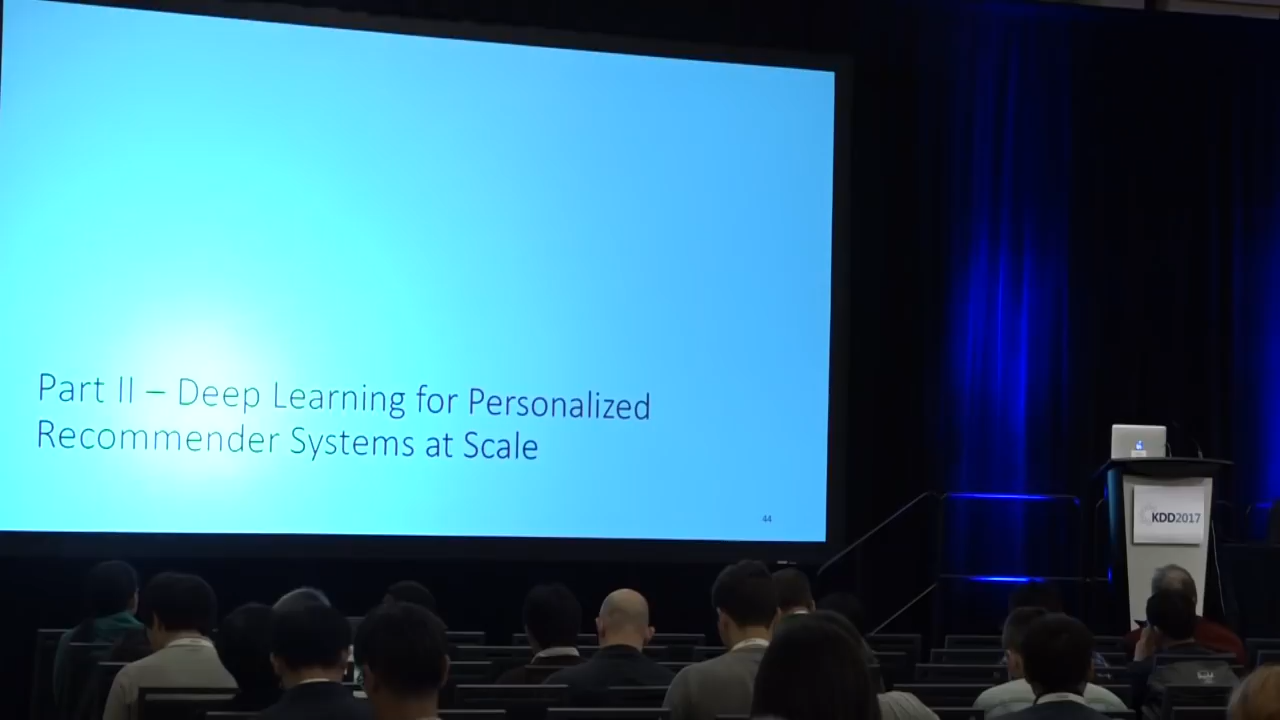 Part II – Deep Learning for Personalized
Recommender Systems at Scale
44
KDD2017